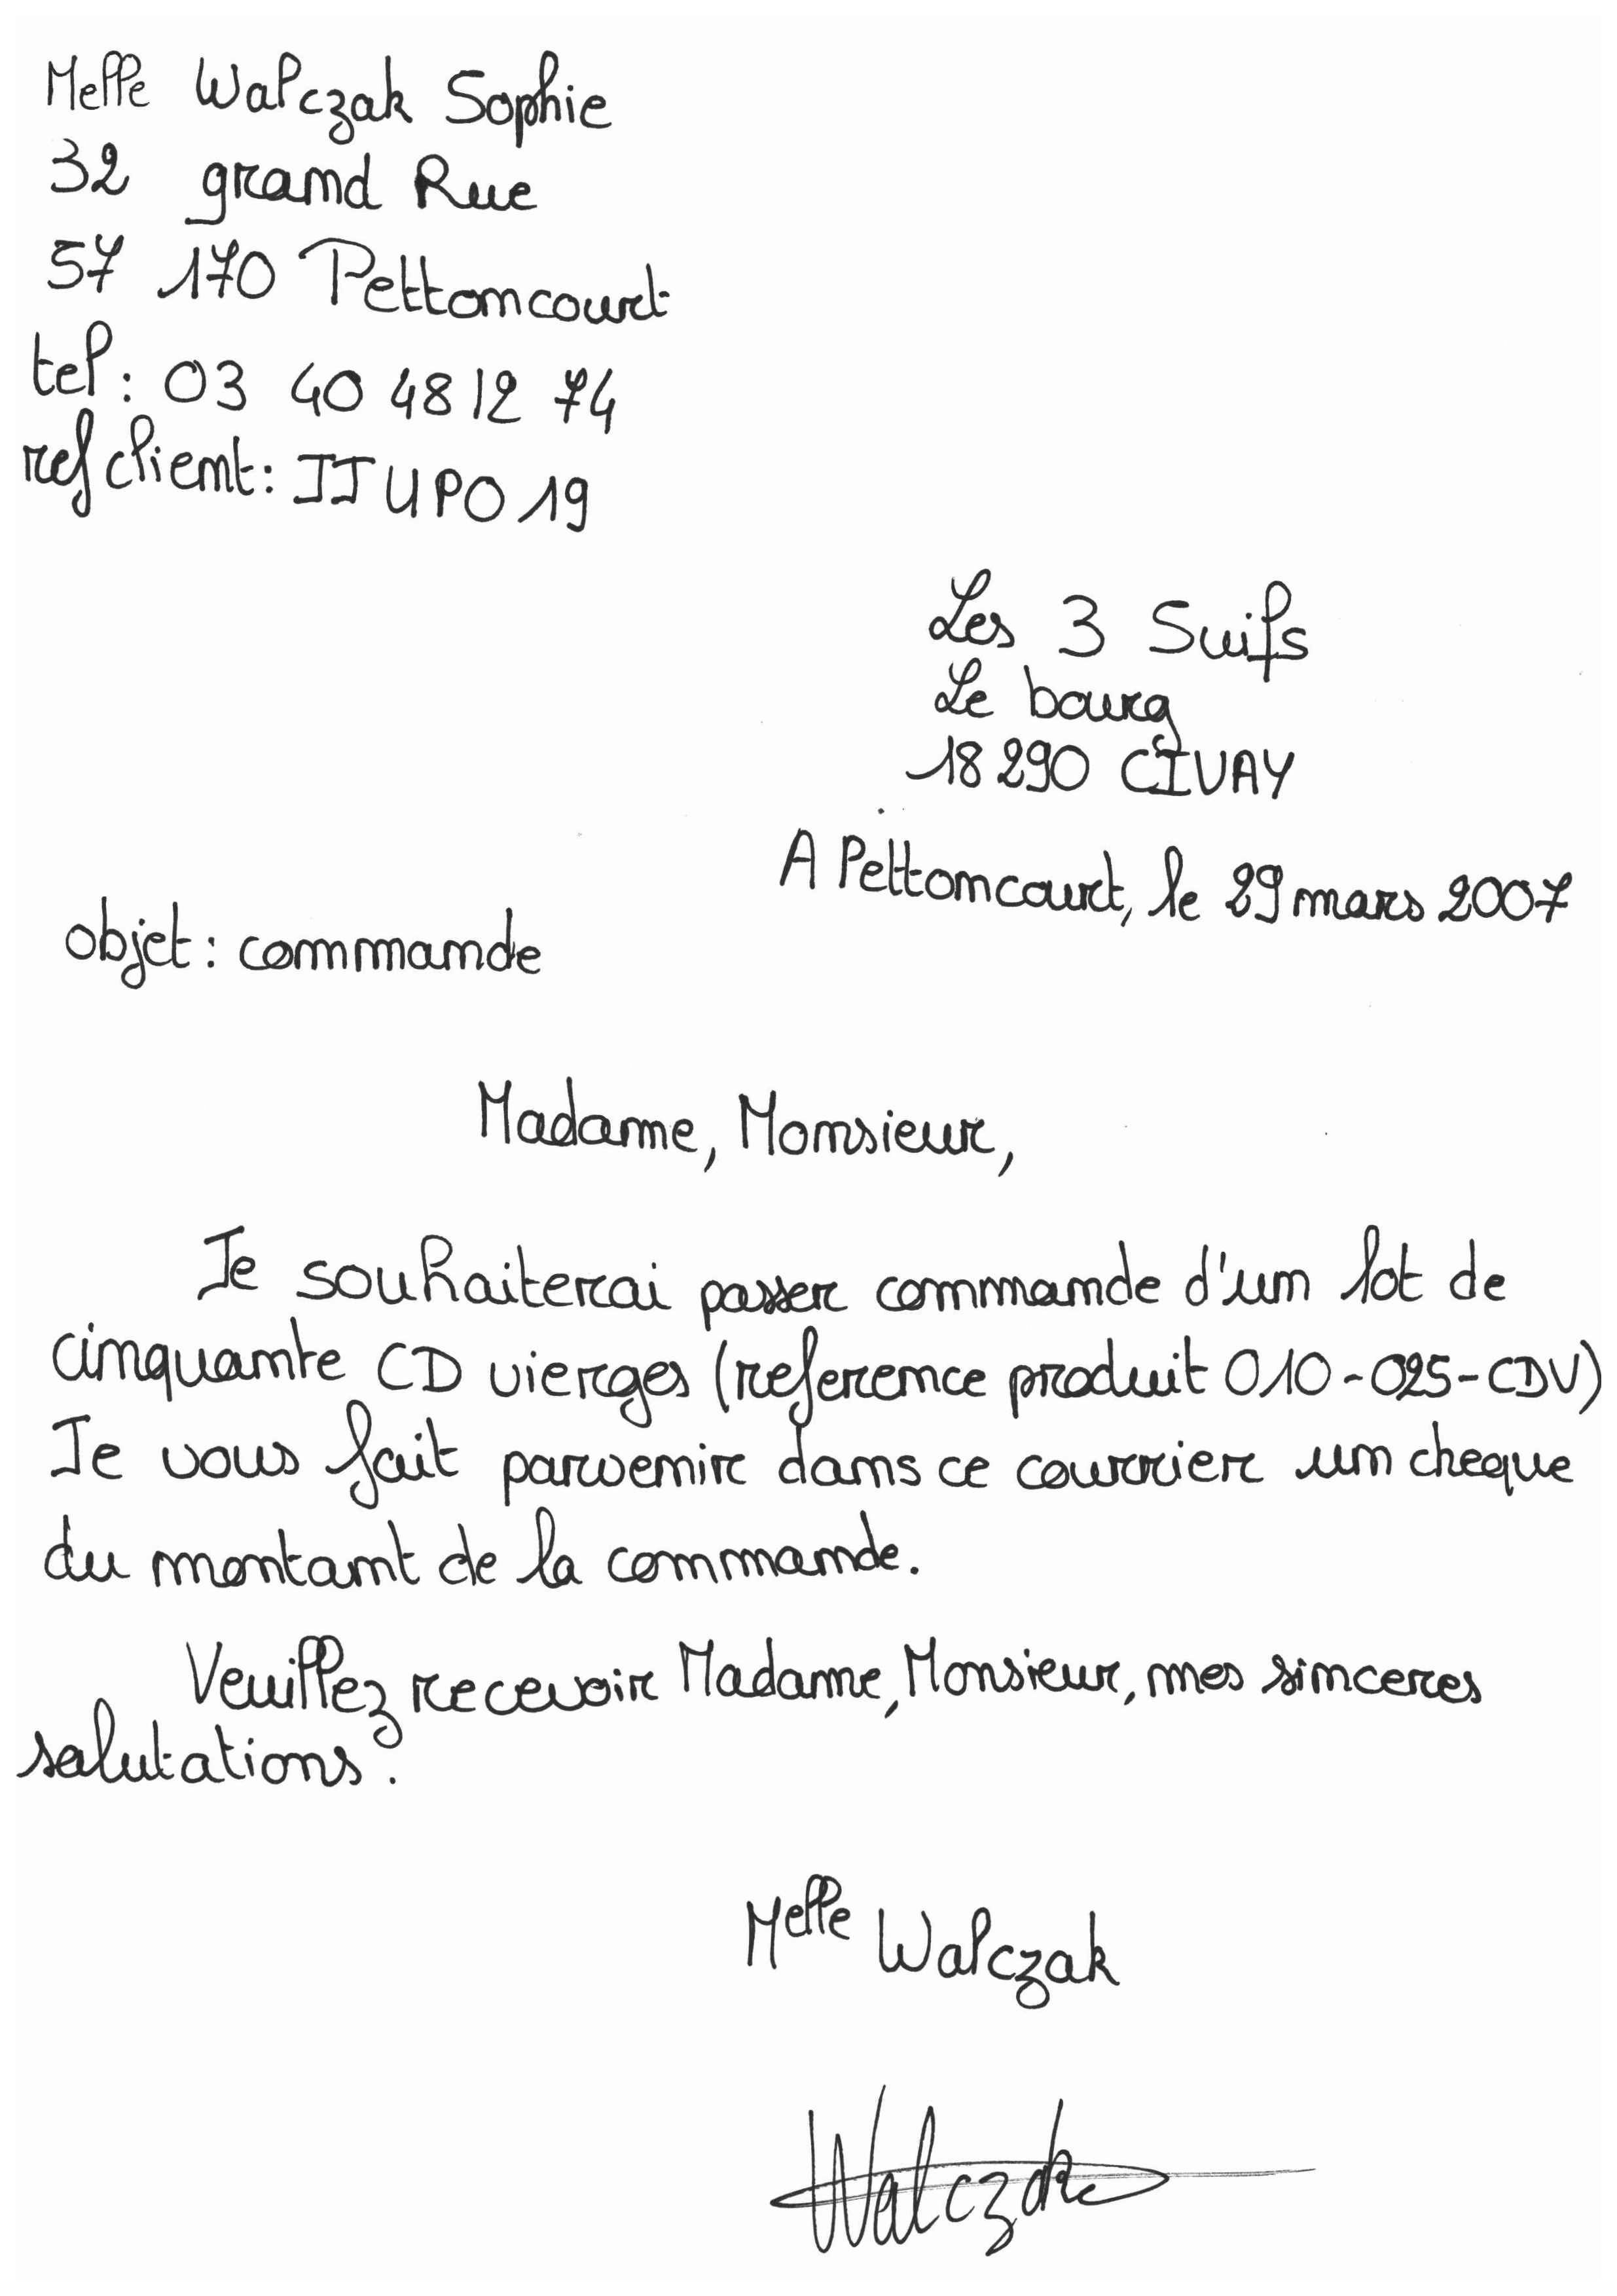 Melle Walczak Sophie
32 grand Rue
57 170 Pettoncourt
tel : 03 40 48 12 74
ref client : IJUPO19
Les 3 Suifs
Le bourg
18 290 CIVAY
A Pettoncourt, le 29 mars 2007
objet : commande
Madame, Monsieur,
Je souhaiterai passer commande d'un lot de
cinquante CD vierges (reference produit 010-025-CDV)
Je vous fait parvenir dans ce courrier un cheque
du montant de la commande.
Veuillez recevoir Madame, Monsieur, mes sinceres
salutations.
Melle Walczak
Walczak